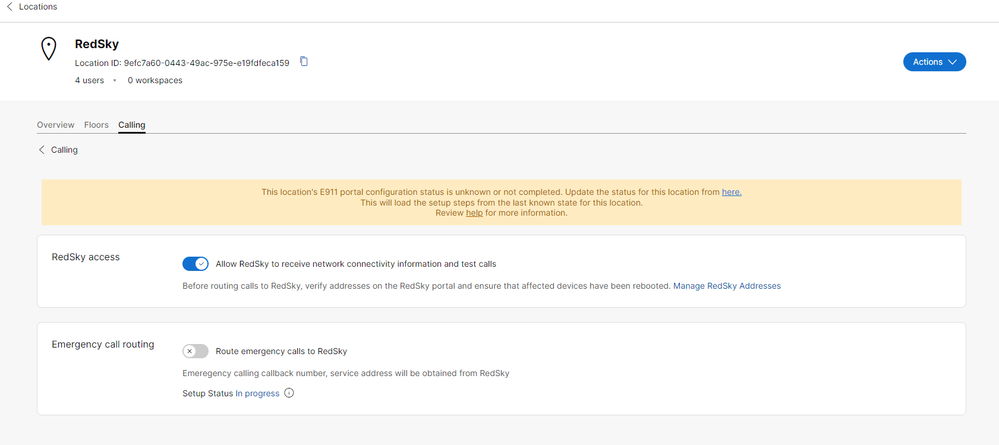 Locations
RedSky
Location ID: 9efc7a60-0443-49ac-975e-e19fdfeca159
4 users • 0 workspaces
Actions
Overview Floors Calling
Calling
This location's E911 portal configuration status is unknown or not completed. Update the status for this location from here.
This will load the setup steps from the last known state for this location.
Review help for more information.
RedSky access
Allow RedSky to receive network connectivity information and test calls
Before routing calls to RedSky, verify addresses on the RedSky portal and ensure that affected devices have been rebooted. Manage RedSky Addresses
Emergency call routing
Route emergency calls to RedSky
Emeregency calling callback number, service address will be obtained from RedSky
Setup Status In progress